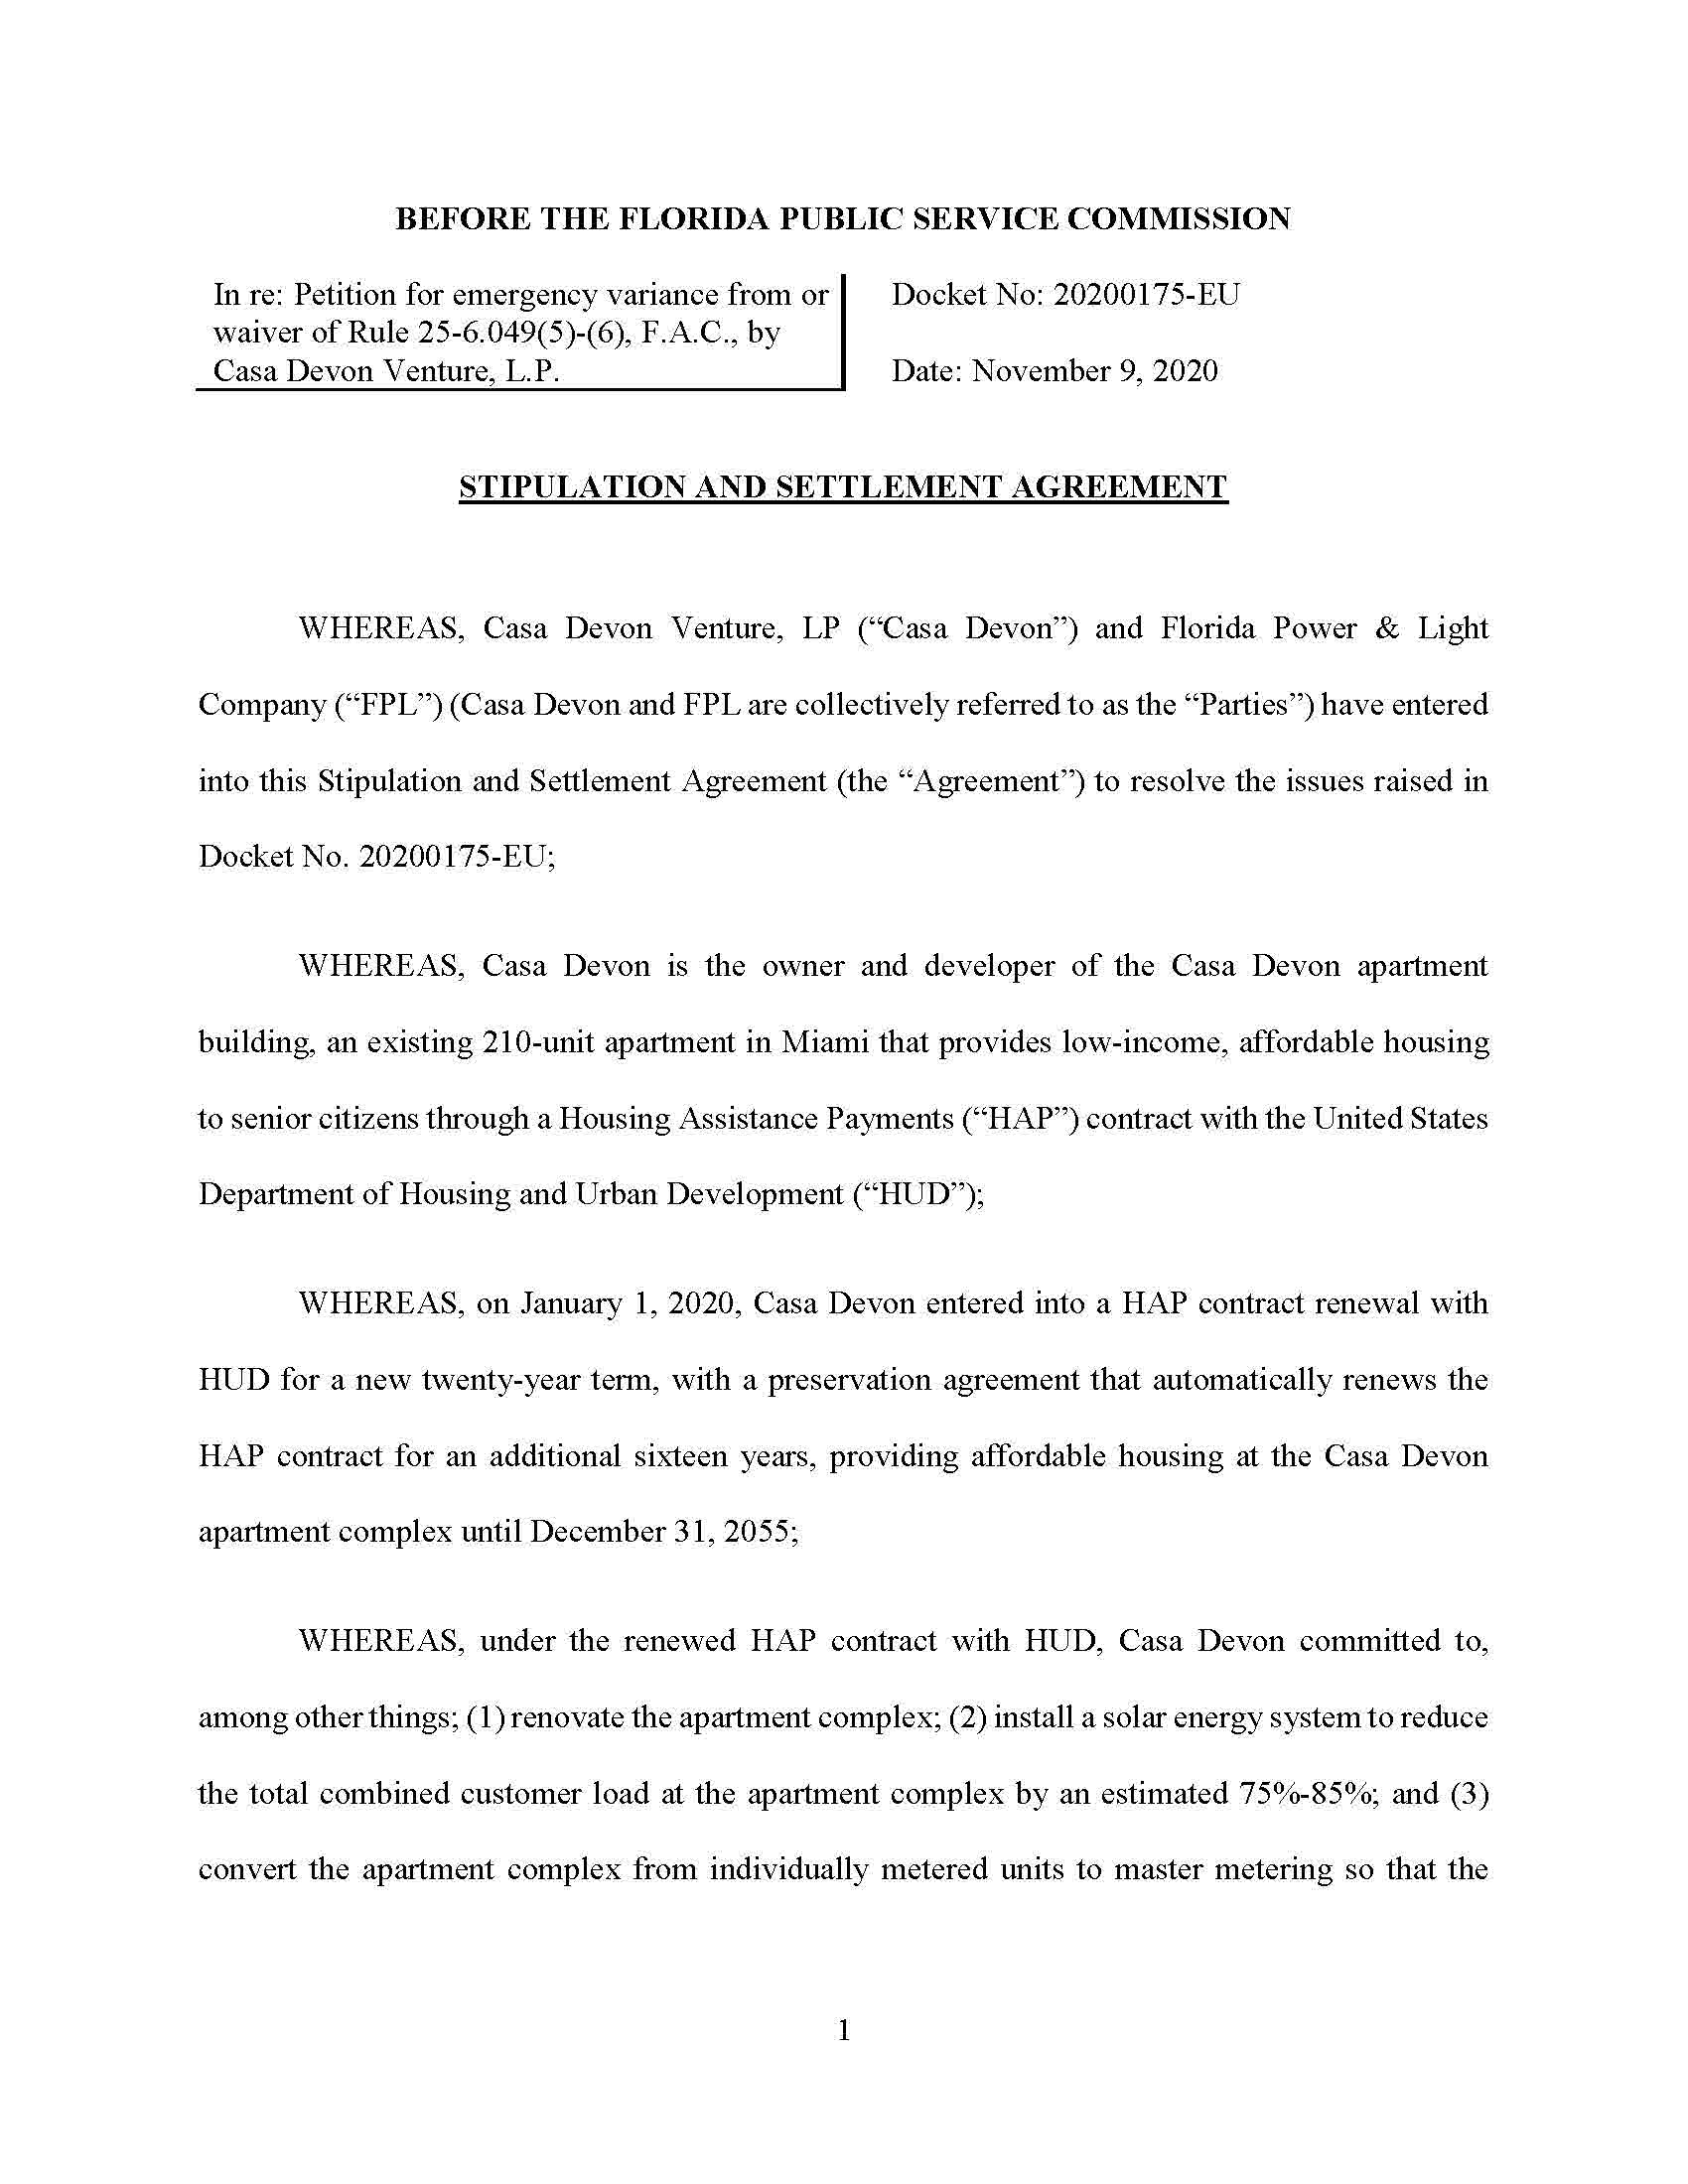 BEFORE THE FLORIDA PUBLIC SERVICE COMMISSION
In re: Petition for emergency variance from or
waiver of Rule 25-6.049(5)-(6), F.A.C., by
Casa Devon Venture, L.P.
Docket No: 20200175-EU
Date: November 9, 2020
STIPULATION AND SETTLEMENT AGREEMENT
WHEREAS, Casa Devon Venture, LP (“Casa Devon”) and Florida Power & Light
Company (“FPL”) (Casa Devon and FPL are collectively referred to as the “Parties”) have entered
into this Stipulation and Settlement Agreement (the “Agreement”) to resolve the issues raised in
Docket No. 20200175-EU;
WHEREAS, Casa Devon is the owner and developer of the Casa Devon apartment
building, an existing 210-unit apartment in Miami that provides low-income, affordable housing
to senior citizens through a Housing Assistance Payments (“HAP”) contract with the United States
Department of Housing and Urban Development (“HUD”);
WHEREAS, on January 1, 2020, Casa Devon entered into a HAP contract renewal with
HUD for a new twenty-year term, with a preservation agreement that automatically renews the
HAP contract for an additional sixteen years, providing affordable housing at the Casa Devon
apartment complex until December 31, 2055;
WHEREAS, under the renewed HAP contract with HUD, Casa Devon committed to,
among other things; (1) renovate the apartment complex; (2) install a solar energy system to reduce
the total combined customer load at the apartment complex by an estimated 75%-85%; and (3)
convert the apartment complex from individually metered units to master metering so that the
1